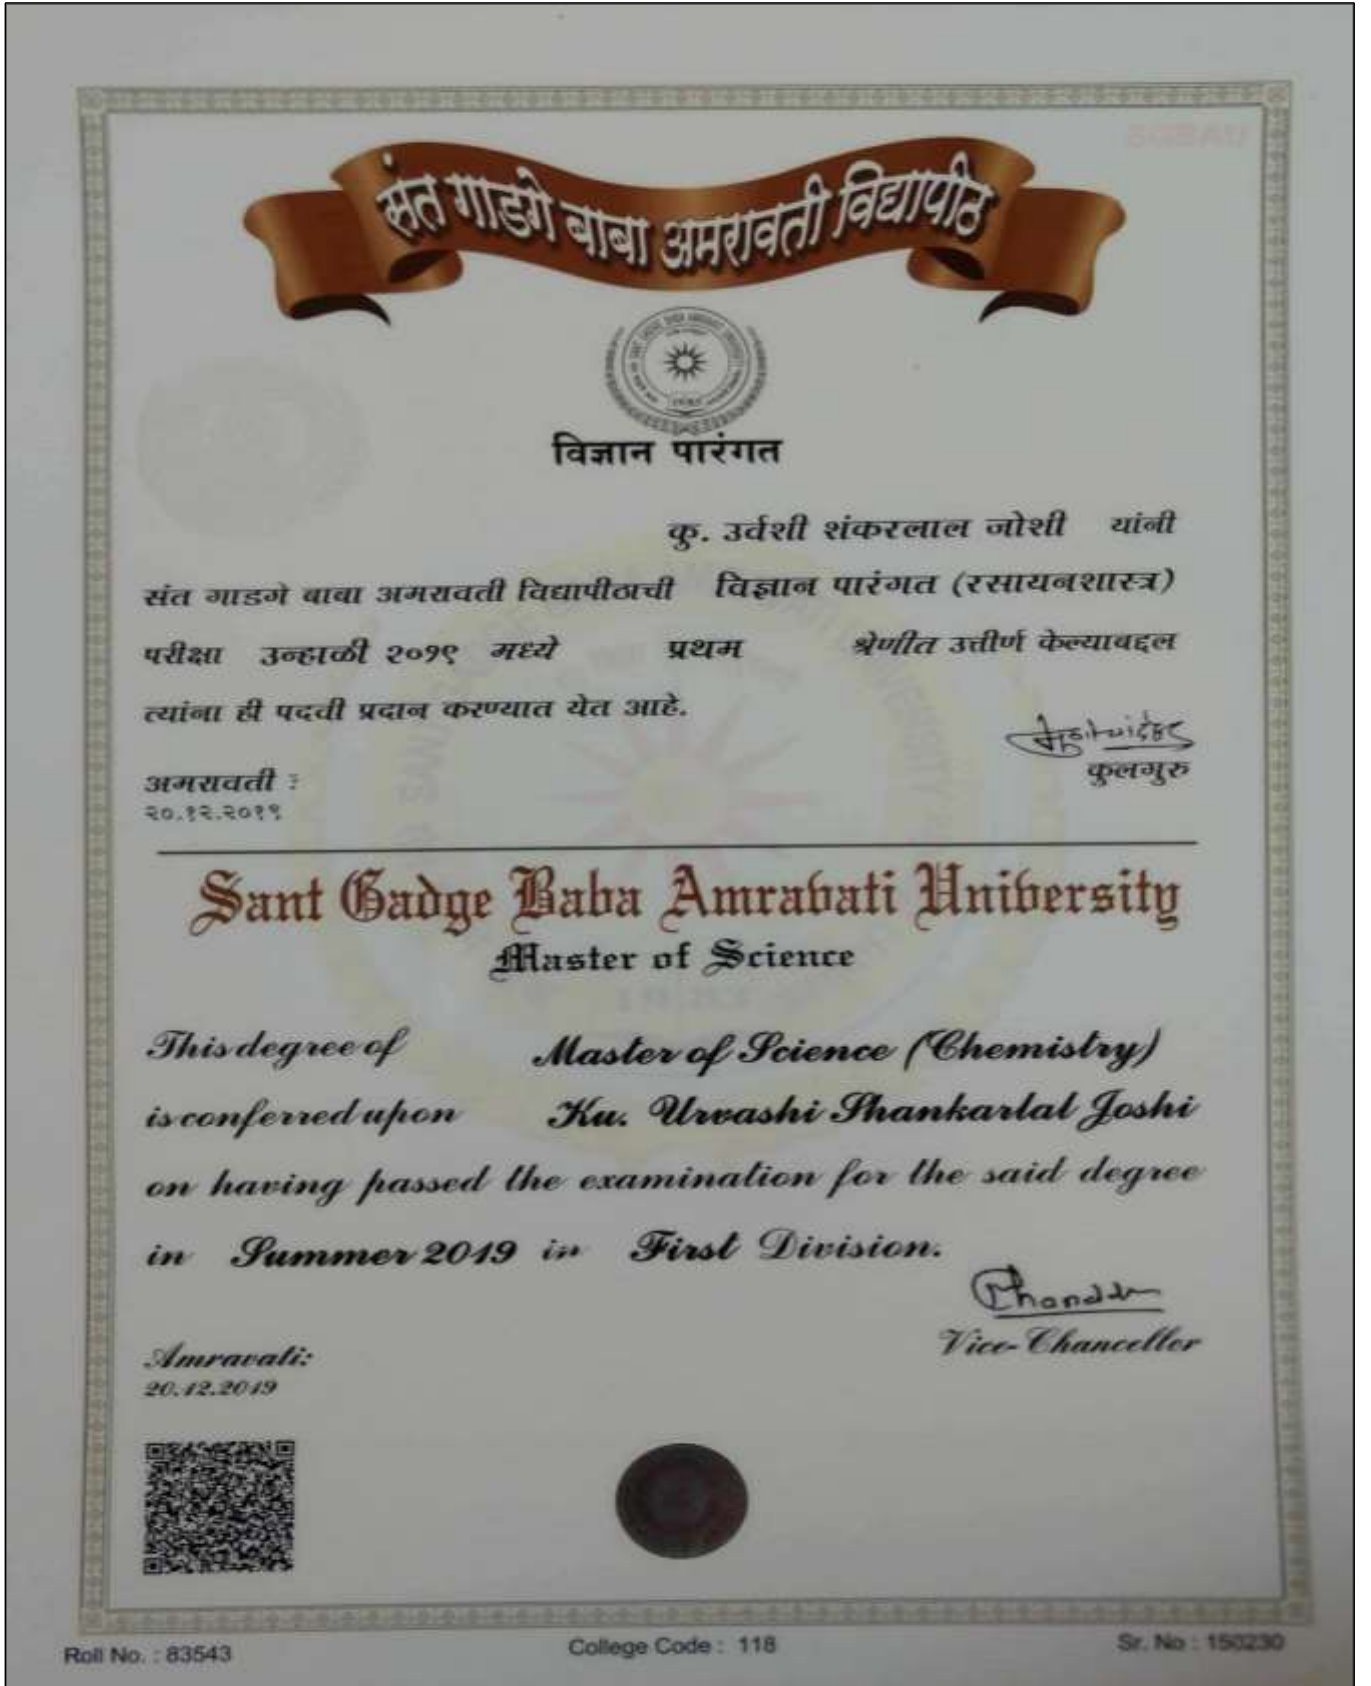 संत गाडगे बाबा अमरावती विद्यापीठ
विज्ञान पारंगत
कु. उर्वशी शंकरलाल जोशी यांनी
संत गाडगे बाबा अमरावती विद्यापीठाची विज्ञान पारंगत (रसायनशास्त्र)
परीक्षा उन्हाळी २०१९ मध्ये प्रथम श्रेणीत उत्तीर्ण केल्याबद्दल
त्यांना ही पदवी प्रदान करण्यात येत आहे.
कुलगुरु
अमरावती :
२०.१२.२०१९
Sant Gadge Baba Amravati University
Master of Science
This degree of Master of Science (Chemistry)
is conferred upon Ku. Urvashi Shankarlal Joshi
on having passed the examination for the said degree
in Summer 2019 in First Division.
Vice-Chancellor
Amravati:
20.12.2019
Roll No. : 83543 College Code : 118 Sr. No : 150230